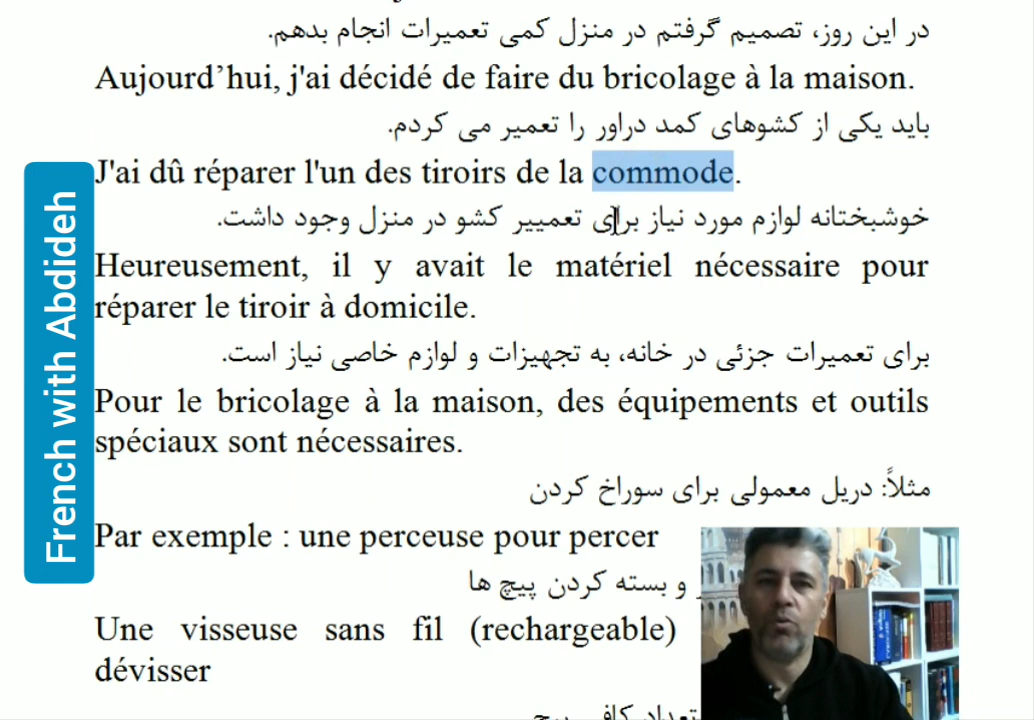 در این روز، تصمیم گرفتم در منزل کمی تعمیرات انجام بدهم.
Aujourd’hui, j'ai décidé de faire du bricolage à la maison.
باید یکی از کشوهای کمد دراور را تعمیر می کردم.
J'ai dû réparer l'un des tiroirs de la commode.
خوشبختانه لوازم مورد نیاز برای تعمییر کشو در منزل وجود داشت.
Heureusement, il y avait le matériel nécessaire pour
réparer le tiroir à domicile.
برای تعمیرات جزئی در خانه، به تجهیزات و لوازم خاصی نیاز است.
Pour le bricolage à la maison, des équipements et outils
spéciaux sont nécessaires.
مثلاً: دریل معمولی برای سوراخ کردن
Par exemple : une perceuse pour percer
و بسته کردن پیچ ها
Une visseuse sans fil (rechargeable)
dévisser
French with Abdideh